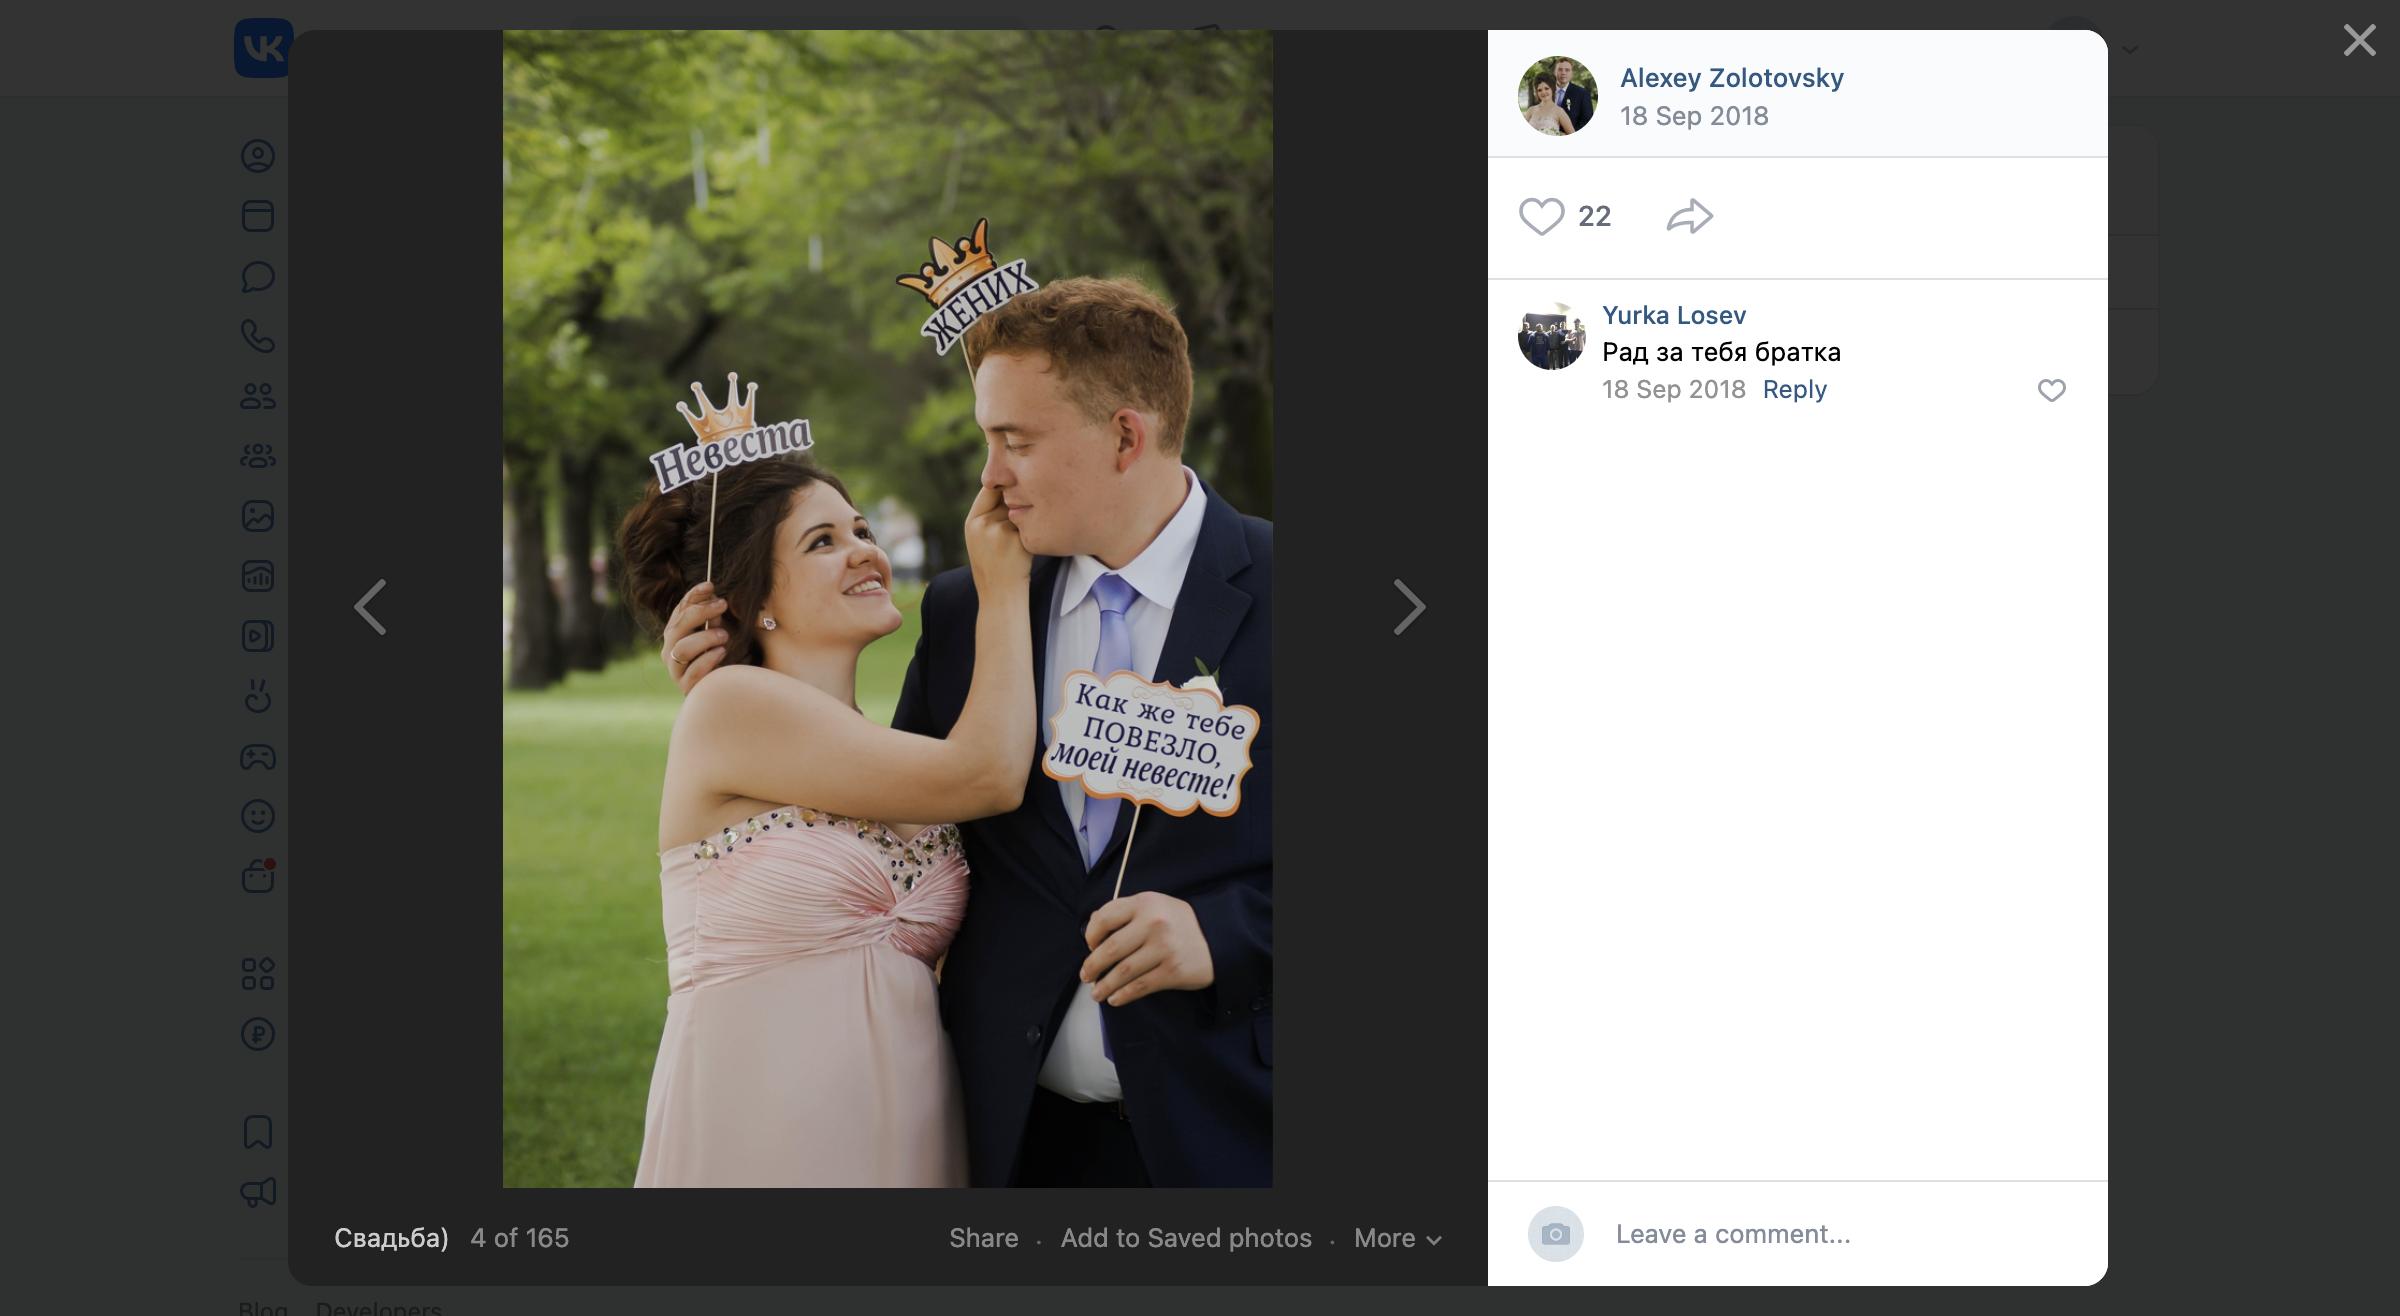 VK
Alexey Zolotovsky
18 Sep 2018
22
Yurka Losev
Рад за тебя братка
18 Sep 2018 Reply
ЖЕНИХ
Невеста
Как же тебе
ПОВЕЗЛО,
моей невесте!
Свадьба) 4 of 165
Share · Add to Saved photos · More
Leave a comment...
Blog Developers